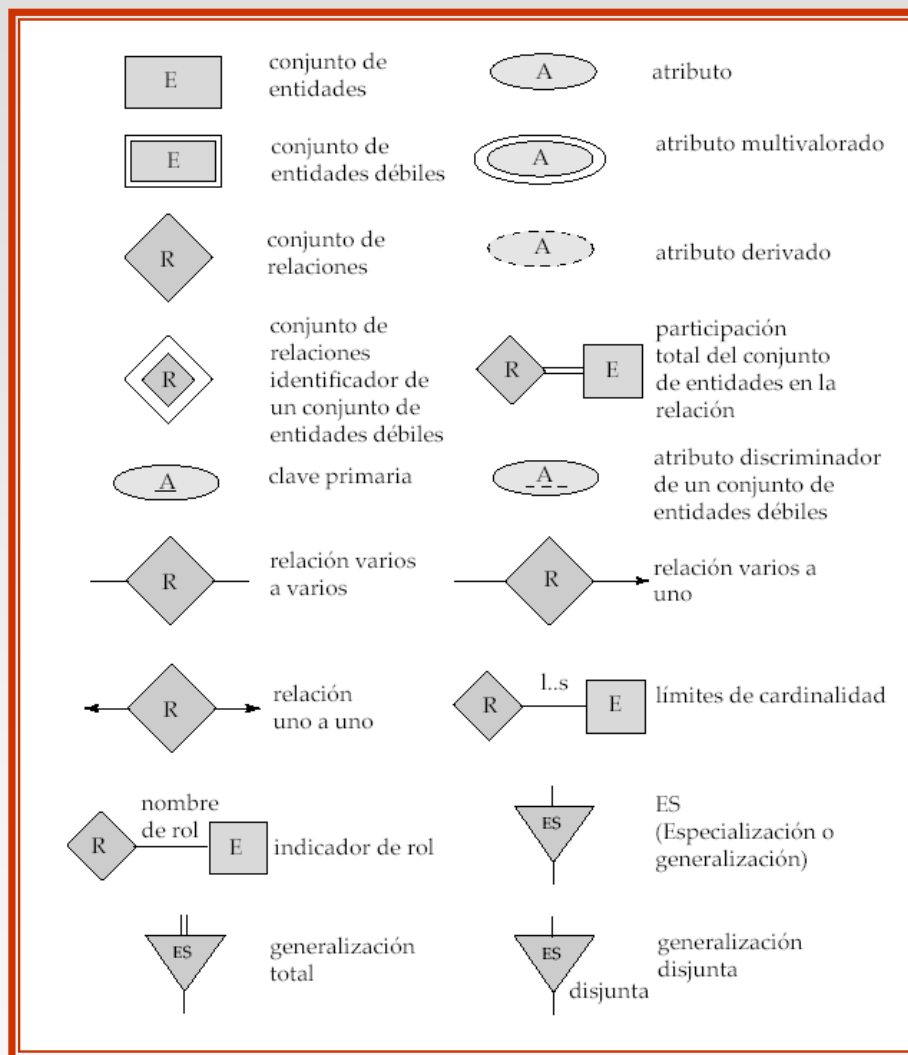 E
conjunto de
entidades
A
atributo
E
conjunto de
entidades débiles
A
atributo multivalorado
R
conjunto de
relaciones
A
atributo derivado
R
conjunto de
relaciones
identificador de
un conjunto de
entidades débiles
R
E
participación
total del conjunto
de entidades en la
relación
A
clave primaria
A
atributo discriminador
de un conjunto de
entidades débiles
R
relación varios
a varios
R
relación varios a
uno
R
relación
uno a uno
R
l..s
E
límites de cardinalidad
R
nombre
de rol
E
indicador de rol
ES
ES
(Especialización o
generalización)
ES
generalización
total
ES
disjunta
generalización
disjunta